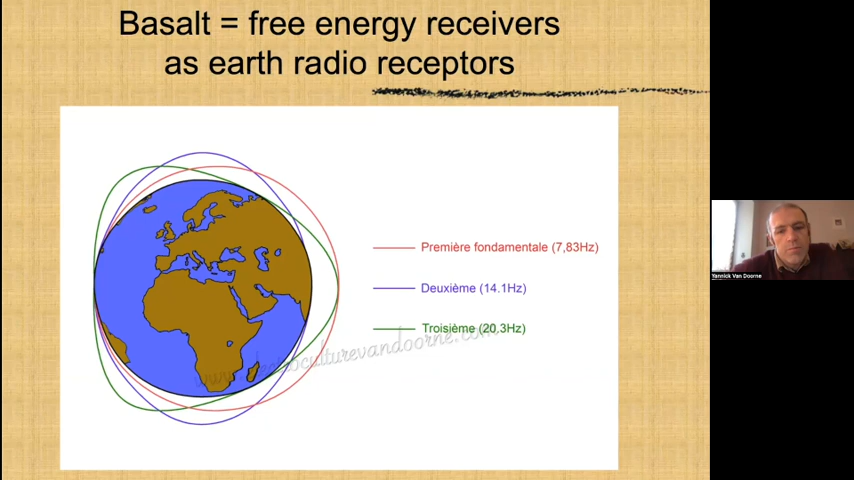 Basalt = free energy receivers
as earth radio receptors
Première fondamentale (7,83Hz)
Deuxième (14.1Hz)
Troisième (20,3Hz)
Yannick Van Doorne